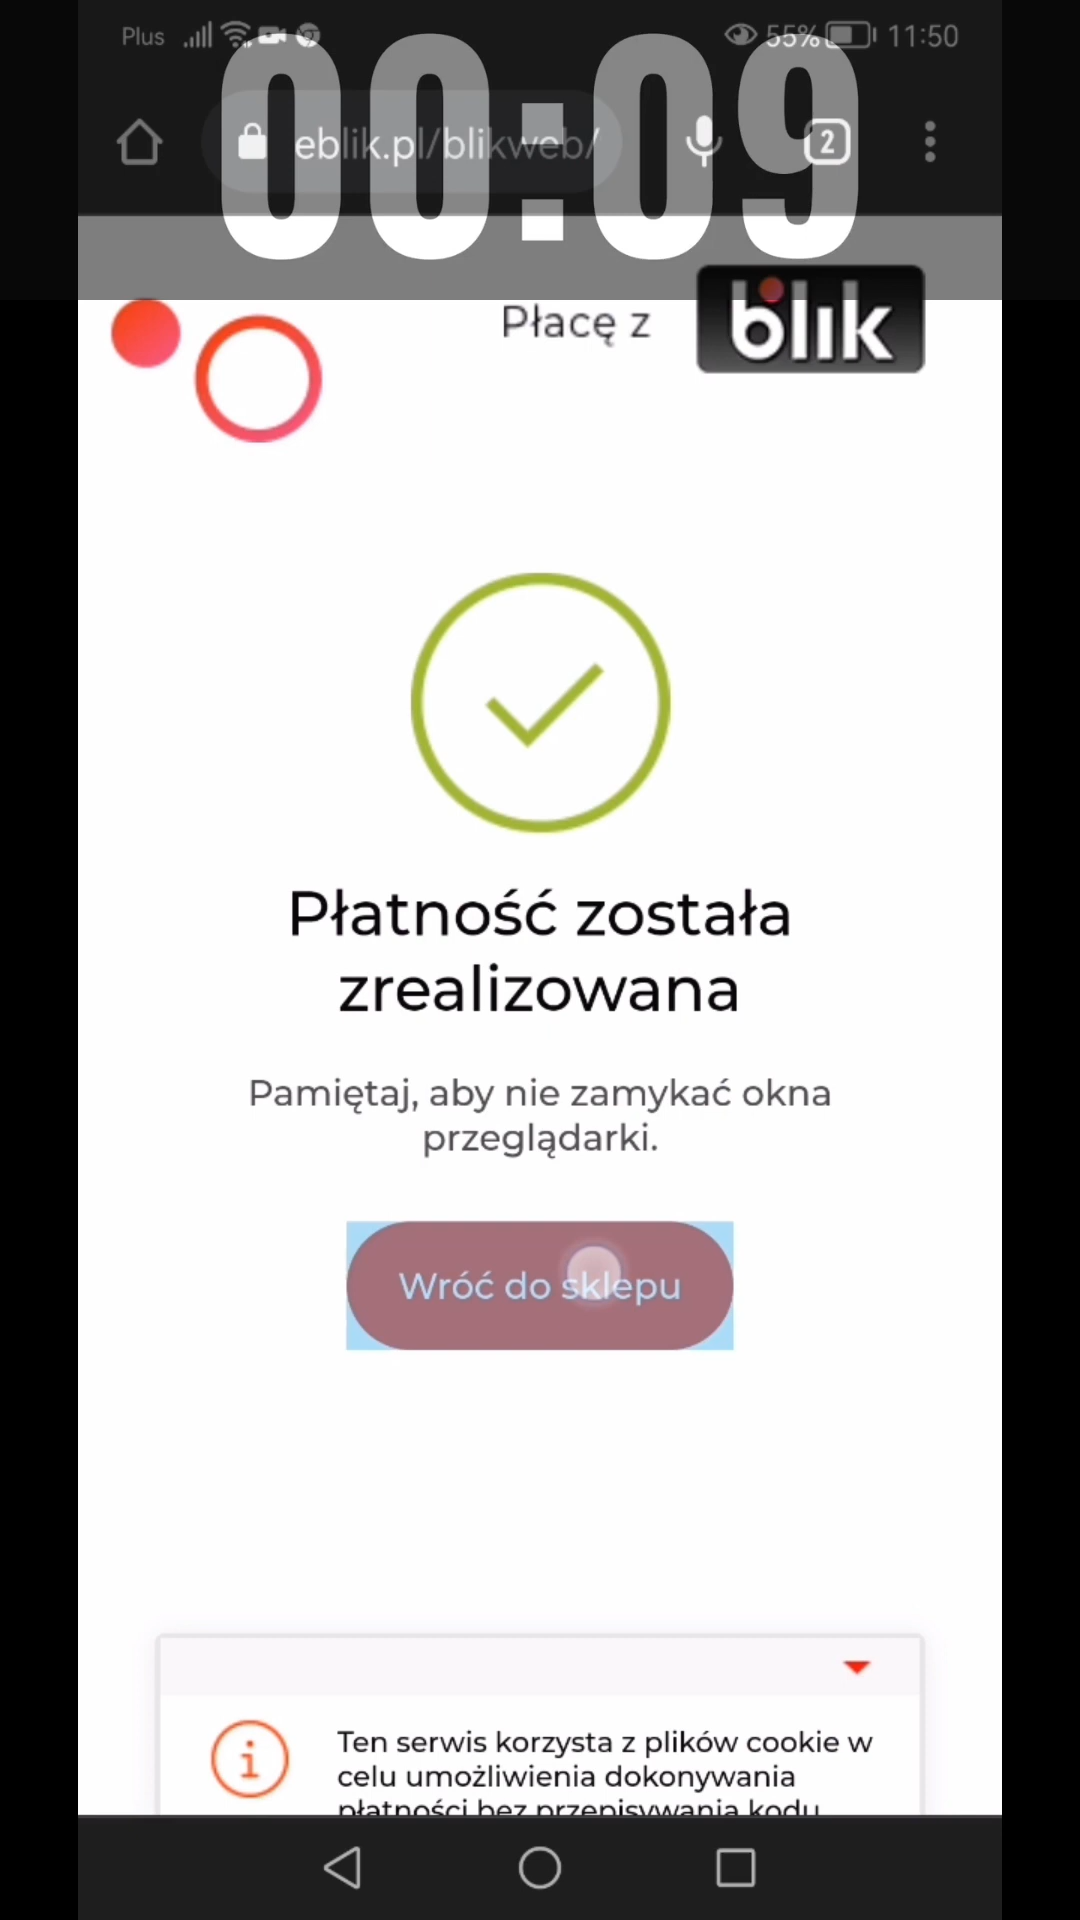 Plus 55% 11:50
00:09
eblik.pl/blikweb/ 2
Płacę z blik
Płatność została
zrealizowana
Pamiętaj, aby nie zamykać okna
przeglądarki.
Wróć do sklepu
Ten serwis korzysta z plików cookie w
celu umożliwienia dokonywania
płatności bez przepisywania kodu